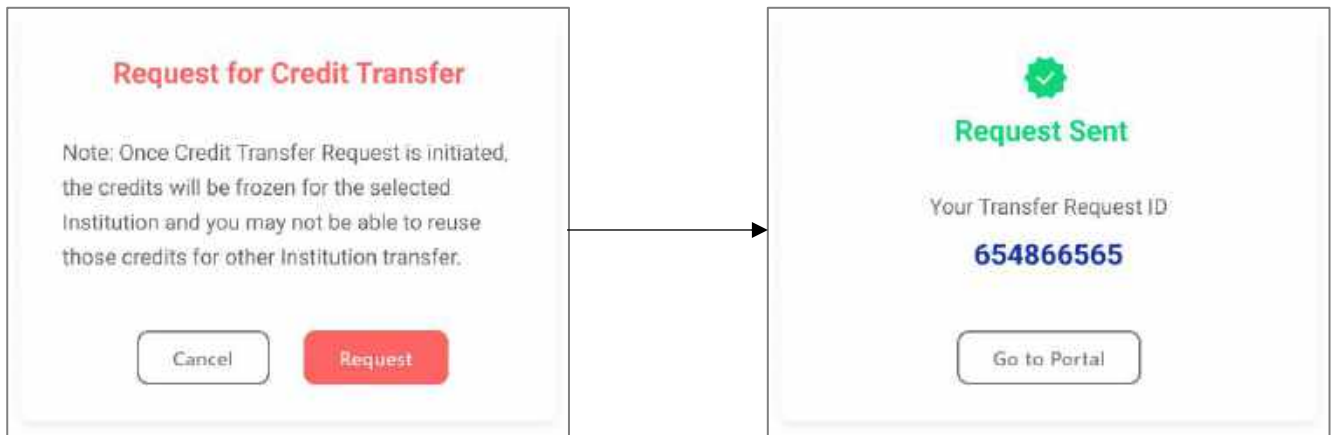 Request for Credit Transfer
Note: Once Credit Transfer Request is initiated,
the credits will be frozen for the selected
Institution and you may not be able to reuse
those credits for other Institution transfer.
Cancel
Request
Request Sent
Your Transfer Request ID
654866565
Go to Portal